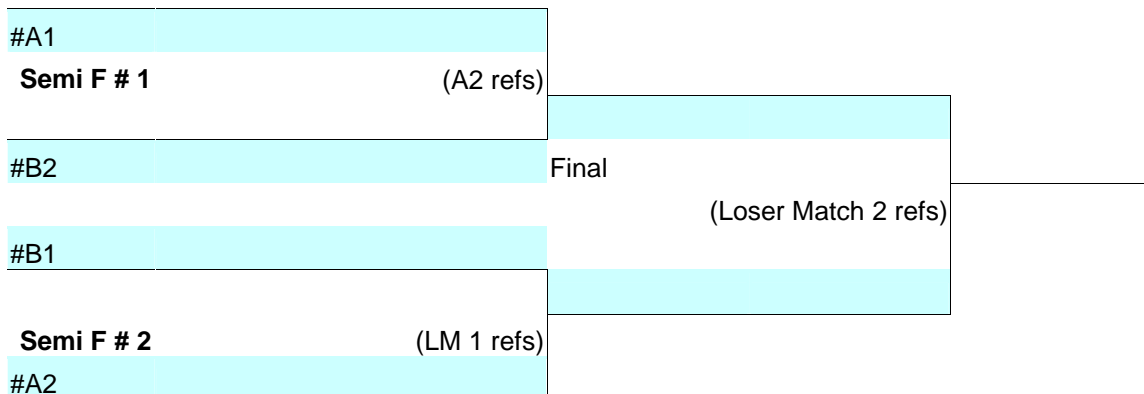 #A1
Semi F # 1 (A2 refs)
#B2 Final
(Loser Match 2 refs)
#B1
Semi F # 2 (LM 1 refs)
#A2